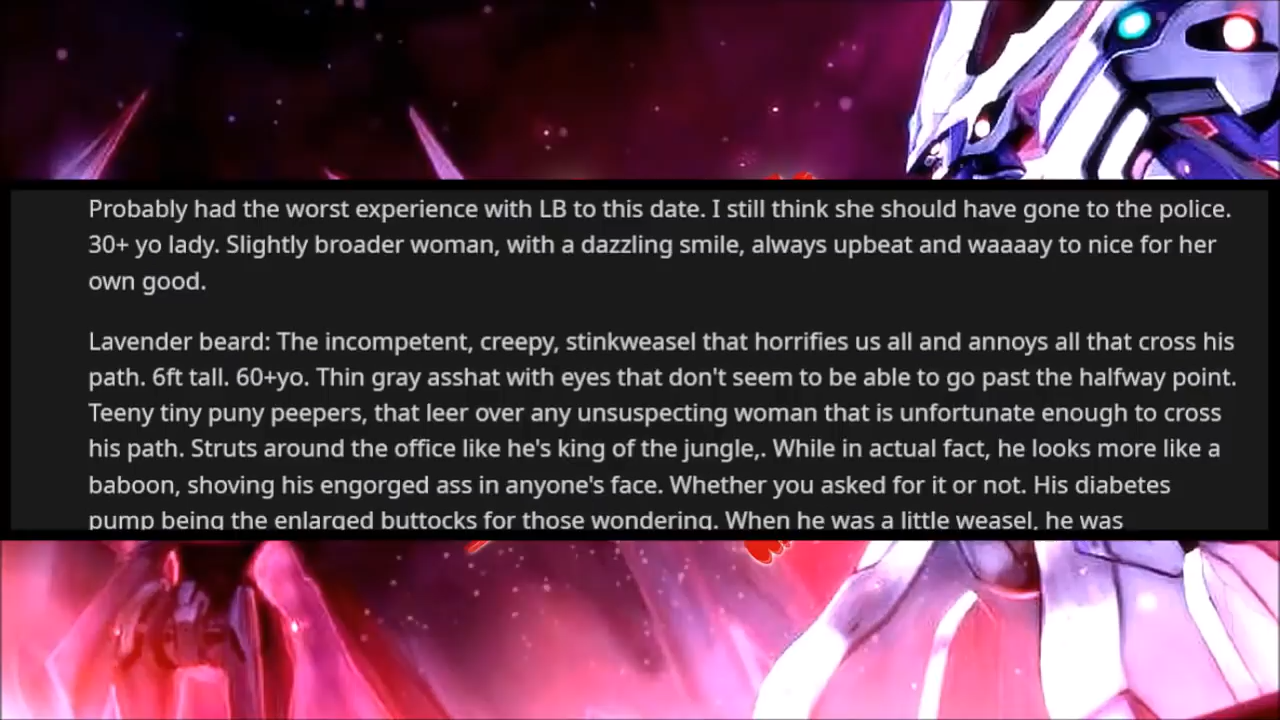 Probably had the worst experience with LB to this date. I still think she should have gone to the police.
30+ yo lady. Slightly broader woman, with a dazzling smile, always upbeat and waaaay to nice for her
own good.
Lavender beard: The incompetent, creepy, stinkweasel that horrifies us all and annoys all that cross his
path. 6ft tall. 60+yo. Thin gray asshat with eyes that don't seem to be able to go past the halfway point.
Teeny tiny puny peepers, that leer over any unsuspecting woman that is unfortunate enough to cross
his path. Struts around the office like he's king of the jungle,. While in actual fact, he looks more like a
baboon, shoving his engorged ass in anyone's face. Whether you asked for it or not. His diabetes
pump being the enlarged buttocks for those wondering. When he was a little weasel, he was